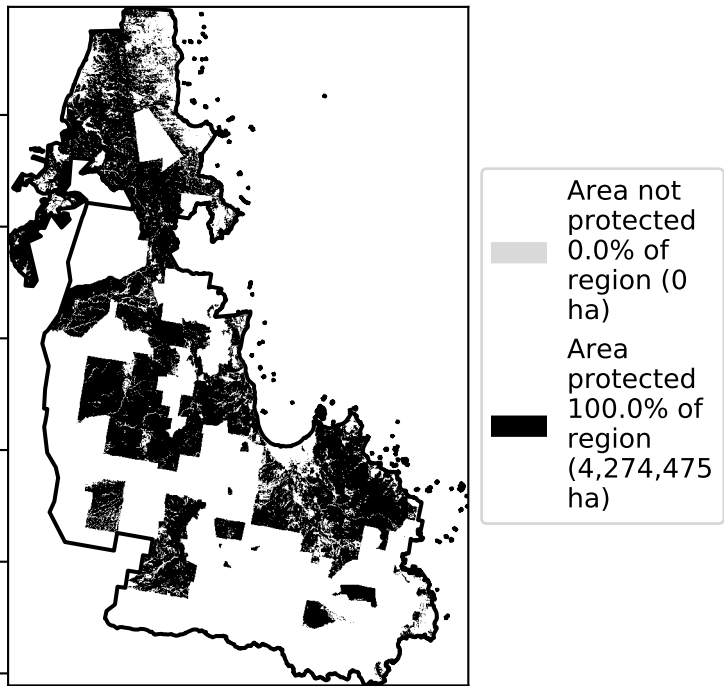 Area not
protected
0.0% of
region (0
ha)
Area
protected
100.0% of
region
(4,274,475
ha)